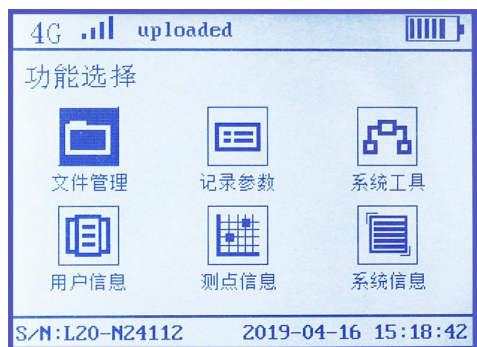 4G uploaded
功能选择
文件管理 记录参数 系统工具
用户信息 测点信息 系统信息
S/N:L20-N24112 2019-04-16 15:18:42